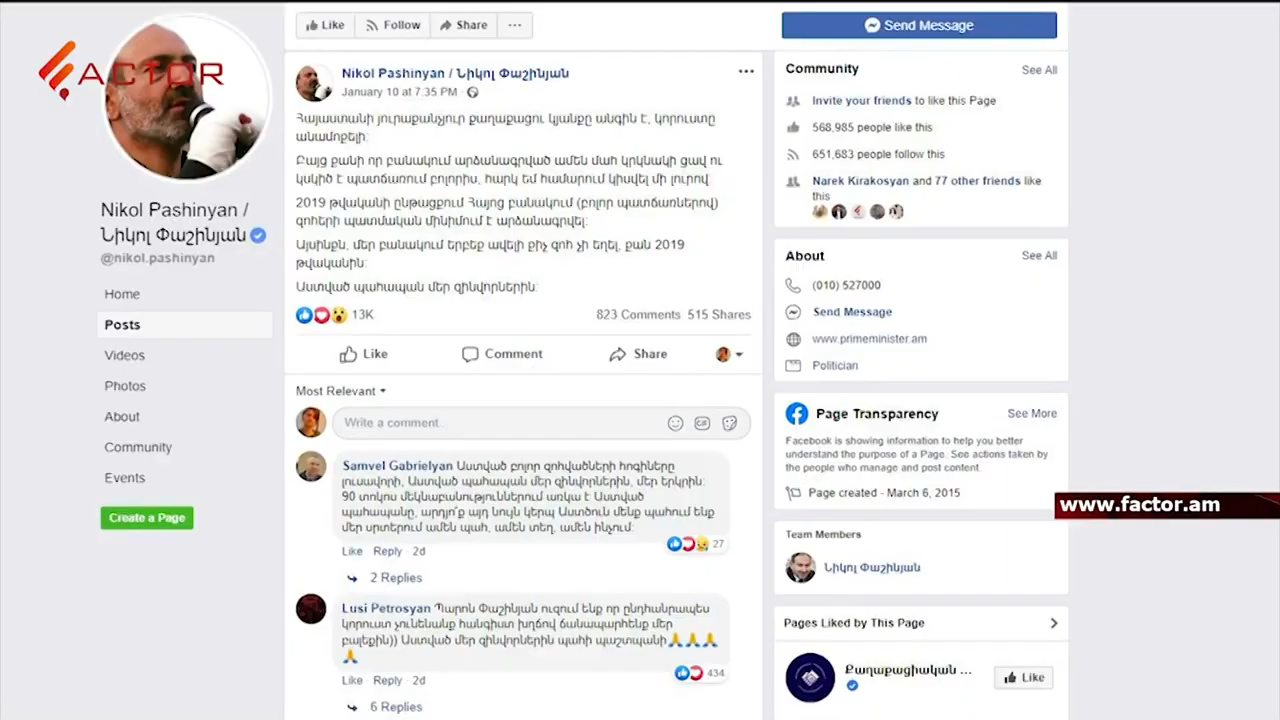 FACTOR
Nikol Pashinyan /
Նիկոլ Փաշինյան
@nikol.pashinyan
Home
Posts
Videos
Photos
About
Community
Events
Create a Page
Like
Follow
Share
Nikol Pashinyan / Նիկոլ Փաշինյան
January 10 at 7:35 PM
Հայաստանի յուրաքանչյուր քաղաքացու կյանքը անգին է, կորուստը
անամոքելի:
Բայց քանի որ բանակում արձանագրված ամեն մահ կրկնակի ցավ ու
կսկիծ է պատճառում բոլորիս, հարկ եմ համարում կիսվել մի լուրով
2019 թվականի ընթացքում Հայոց բանակում (բոլոր պատճառներով)
զոհերի պատմական մինիմում է արձանագրվել:
Այսինքն, մեր բանակում երբեք ավելի քիչ զոհ չի եղել, քան 2019
թվականին:
Աստված պահապան մեր զինվորներին:
13K
823 Comments 515 Shares
Like
Comment
Share
Most Relevant
Write a comment
GIF
Samvel Gabrielyan Աստված բոլոր զոհվածների հոգիները
լուսավորի, Աստված պահապան մեր զինվորներին, մեր երկրին:
90 տոկոս մեկնաբանություններում առկա է Աստված
պահապանը, արդյո՞ք այդ նույն կերպ Աստծուն մենք պահում ենք
մեր սրտերում ամեն պահ, ամեն տեղ, ամեն ինչում:
27
Like Reply 2d
2 Replies
Lusi Petrosyan Պարոն Փաշինյան ուզում ենք որ ընդհանրապես
կորուստ չունենանք հանգիստ խղճով ճանապարհենք մեր
բալեքին)) Աստված մեր զինվորներին պահի պաշտպանի🙏🙏🙏
🙏
434
Like Reply 2d
6 Replies
Send Message
Community
See All
Invite your friends to like this Page
568,985 people like this
651,683 people follow this
Narek Kirakosyan and 77 other friends like
this
About
See All
(010) 527000
Send Message
www.primeminister.am
Politician
Page Transparency
See More
Facebook is showing information to help you better
understand the purpose of a Page. See actions taken by
the people who manage and post content.
Page created - March 6, 2015
www.factor.am
Team Members
Նիկոլ Փաշինյան
Pages Liked by This Page
Քաղաքացիական ...
Like